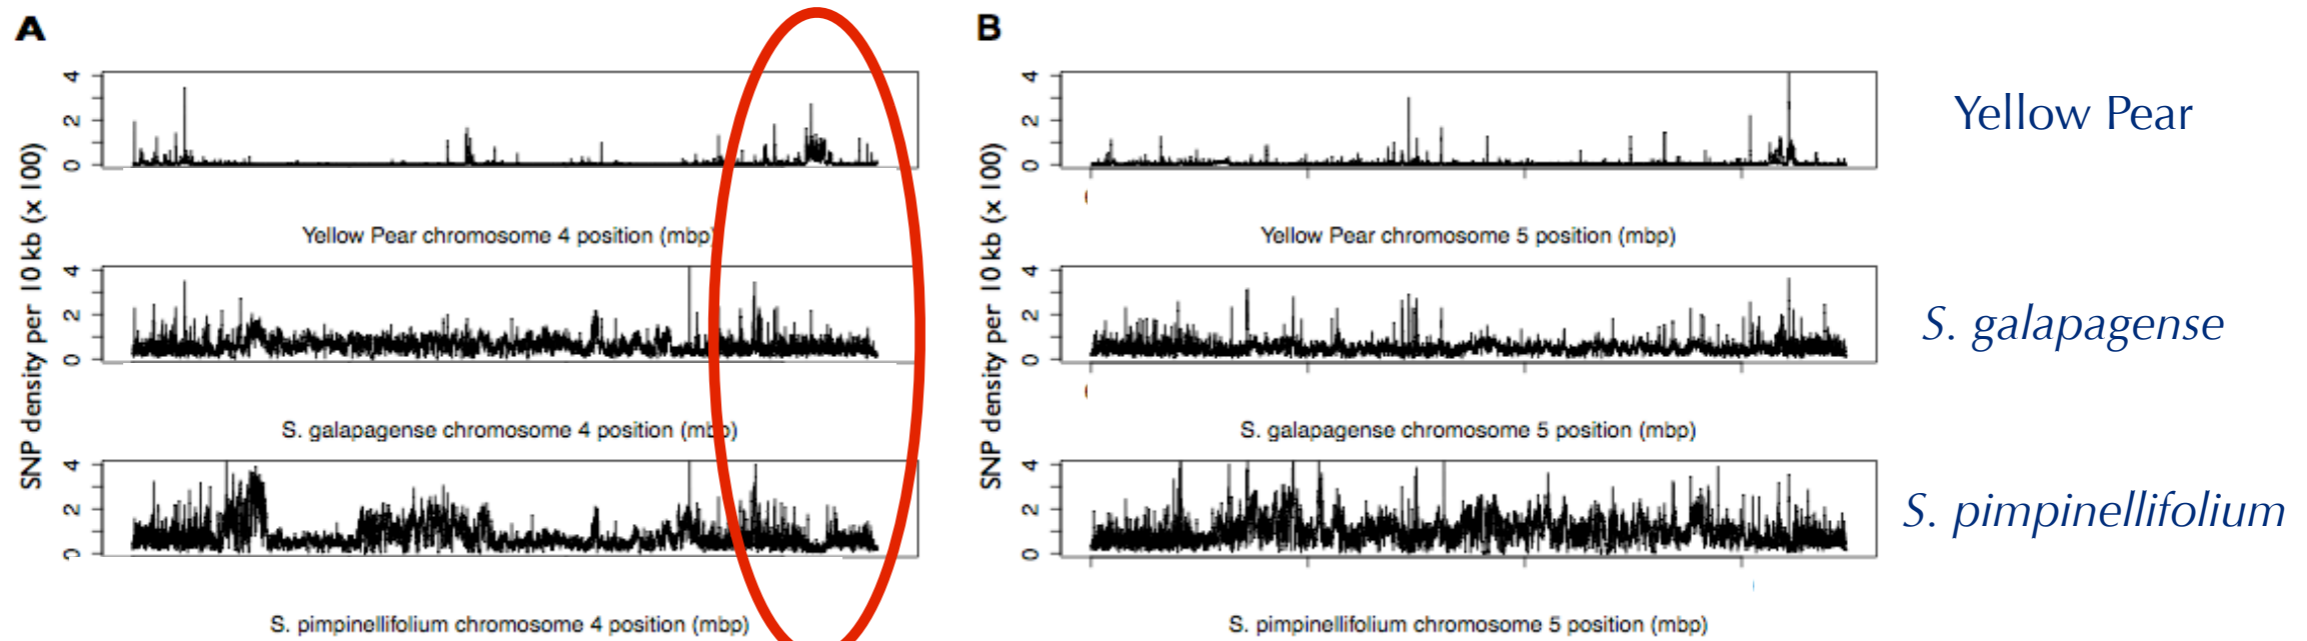 A
SNP density per 10 kb (x 100)
4
2
0
Yellow Pear chromosome 4 position (mbp)
4
2
0
S. galapagense chromosome 4 position (mbp)
4
2
0
S. pimpinellifolium chromosome 4 position (mbp)
B
SNP density per 10 kb (x 100)
4
2
0
Yellow Pear chromosome 5 position (mbp)
4
2
0
S. galapagense chromosome 5 position (mbp)
4
2
0
S. pimpinellifolium chromosome 5 position (mbp)
Yellow Pear
S. galapagense
S. pimpinellifolium